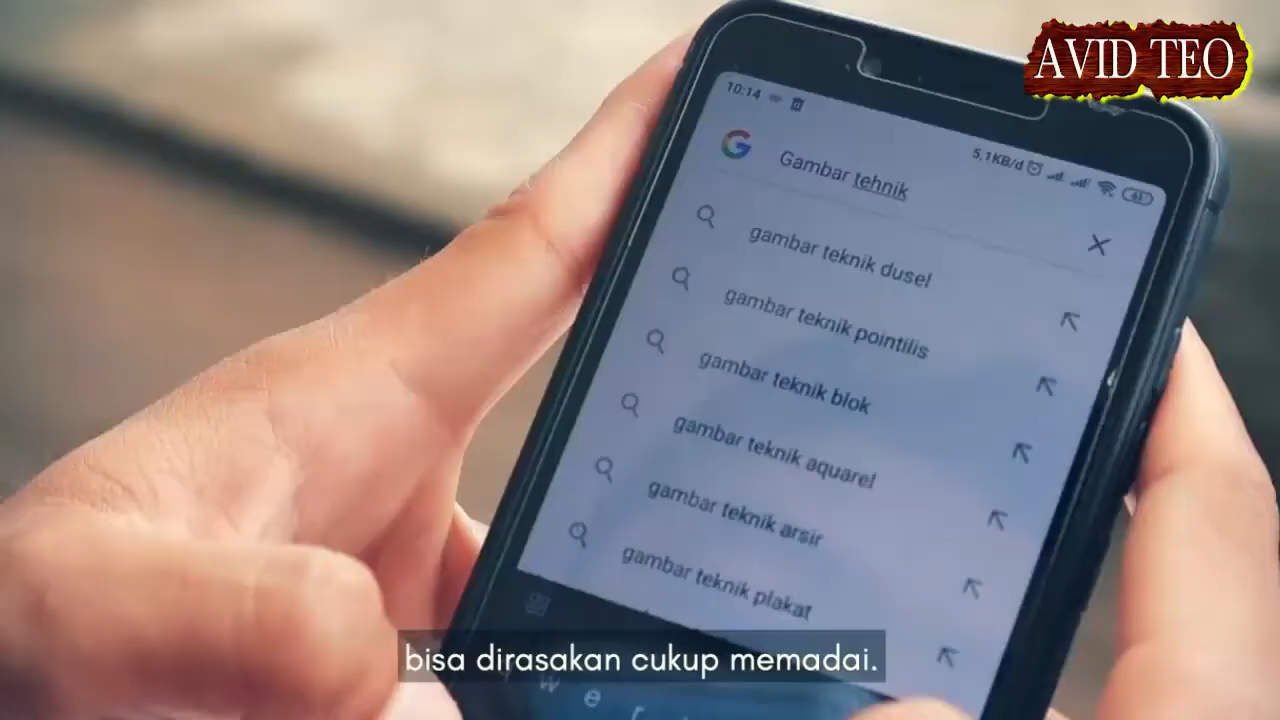 AVID TEO
10:14
5,1KB/d
61
G Gambar tehnik
gambar teknik dusel
gambar teknik pointilis
gambar teknik blok
gambar teknik aquarel
gambar teknik arsir
gambar teknik plakat
bisa dirasakan cukup memadai.
w e r